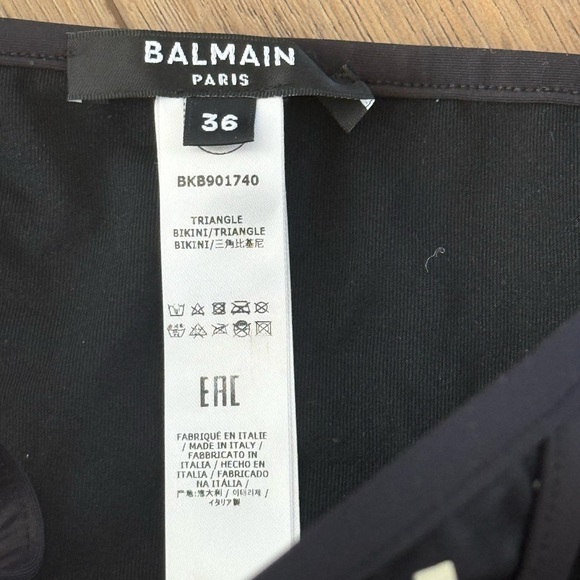 BALMAIN
PARIS
36
BKB901740
TRIANGLE
BIKINI/TRIANGLE
BIKINI/三角比基尼
EAC
FABRIQUÉ EN ITALIE
/ MADE IN ITALY /
FABBRICATO IN
ITALIA / HECHO EN
ITALIA / FABRICADO
NA ITÁLIA /
产地:意大利 / 이태리제 /
イタリア製